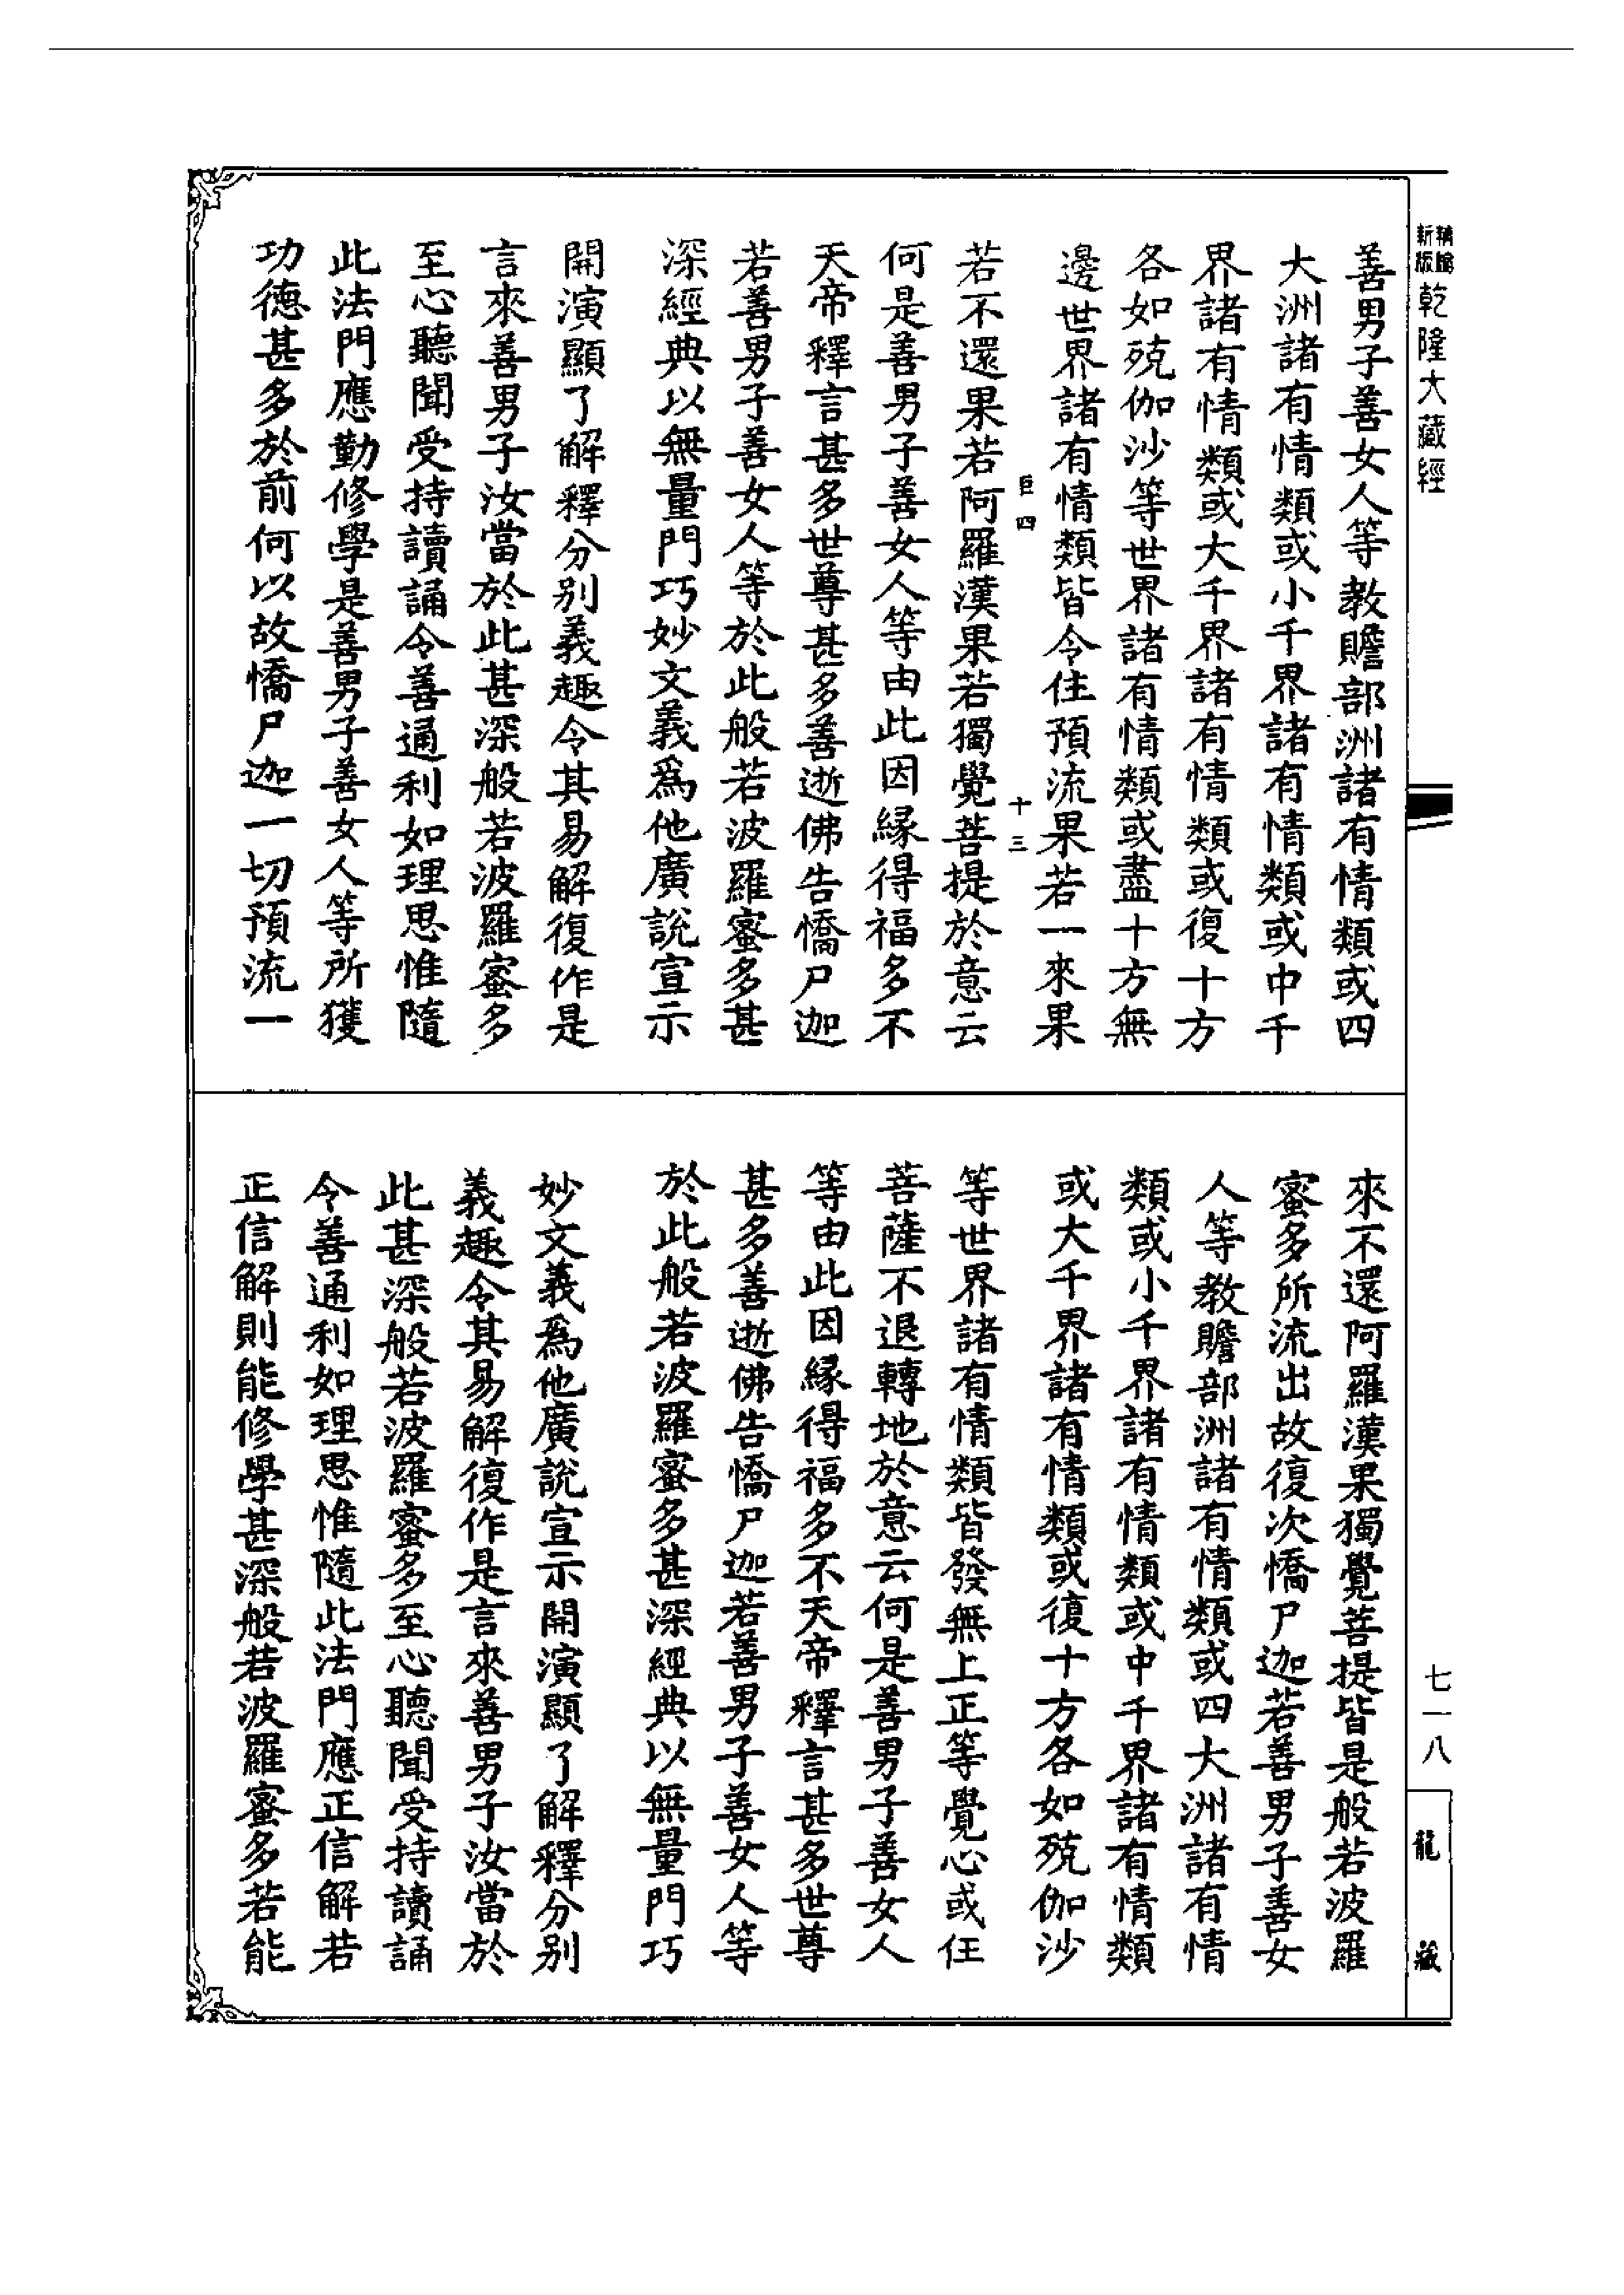 新版
乾隆大藏經
善男子善女人等教贍部洲諸有情類或四
大洲諸有情類或小千界諸有情類或中千
界諸有情類或大千界諸有情類或復十方
各如殑伽沙等世界諸有情類或盡十方無
邊世界諸有情類皆令住預流果若一來果
巨四
十三
若不還果若阿羅漢果若獨覺菩提於意云
何是善男子善女人等由此因緣得福多不
天帝釋言甚多世尊甚多善逝佛告憍尸迦
若善男子善女人等於此般若波羅蜜多甚
深經典以無量門巧妙文義爲他廣說宣示
開演顯了解釋分別義趣令其易解復作是
言來善男子汝當於此甚深般若波羅蜜多
至心聽聞受持讀誦令善通利如理思惟隨
此法門應勤修學是善男子善女人等所獲
功德甚多於前何以故憍尸迦一切預流一
來不還阿羅漢果獨覺菩提皆是般若波羅
蜜多所流出故復次憍尸迦若善男子善女
人等教贍部洲諸有情類或四大洲諸有情
類或小千界諸有情類或中千界諸有情類
或大千界諸有情類或復十方各如殑伽沙
等世界諸有情類皆發無上正等覺心或住
菩薩不退轉地於意云何是善男子善女人
等由此因緣得福多不天帝釋言甚多世尊
甚多善逝佛告憍尸迦若善男子善女人等
於此般若波羅蜜多甚深經典以無量門巧
妙文義爲他廣說宣示開演顯了解釋分別
義趣令其易解復作是言來善男子汝當於
此甚深般若波羅蜜多至心聽聞受持讀誦
令善通利如理思惟隨此法門應正信解若
正信解則能修學甚深般若波羅蜜多若能
七一八
龍藏